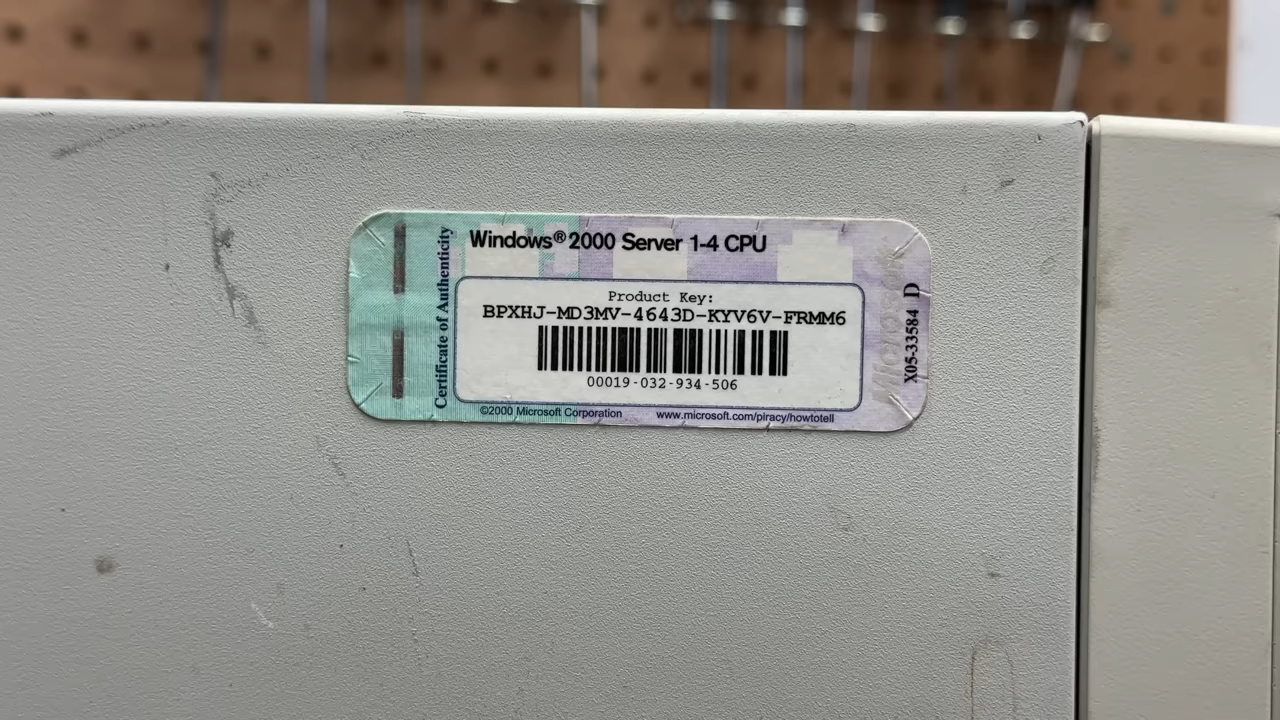 Certificate of Authenticity
Windows® 2000 Server 1-4 CPU
Product Key:
BPXHJ-MD3MV-4643D-KYV6V-FRMM6
00019-032-934-506
©2000 Microsoft Corporation www.microsoft.com/piracy/howtotell
Microsoft
X05-33584 D